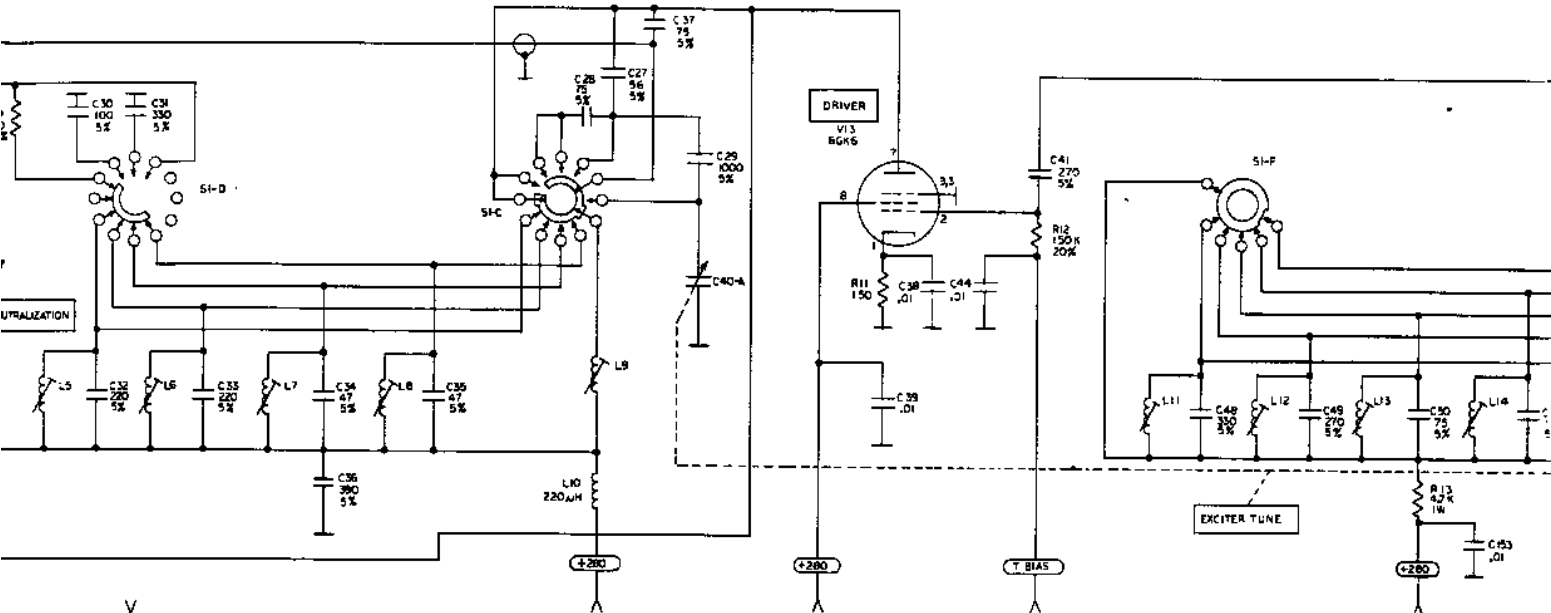 C37
75
5%
C27
56
5%
C28
75
5%
C30
100
5%
C31
330
5%
S1-D
S1-C
C29
1000
5%
C40-A
DRIVER
V13
6GK6
7
8
3,3
2
1
R11
150
C38
.01
C44
.01
C41
270
5%
R12
150K
20%
S1-F
UTRALIZATION
L5
C32
220
5%
L6
C33
220
5%
L7
C34
47
5%
L8
C35
47
5%
L9
C39
.01
L11
C48
330
5%
L12
C49
270
5%
L13
C50
75
5%
L14
C36
390
5%
L10
220μH
R13
4.7K
1W
EXCITER TUNE
C153
.01
+280
+280
T BIAS
+280